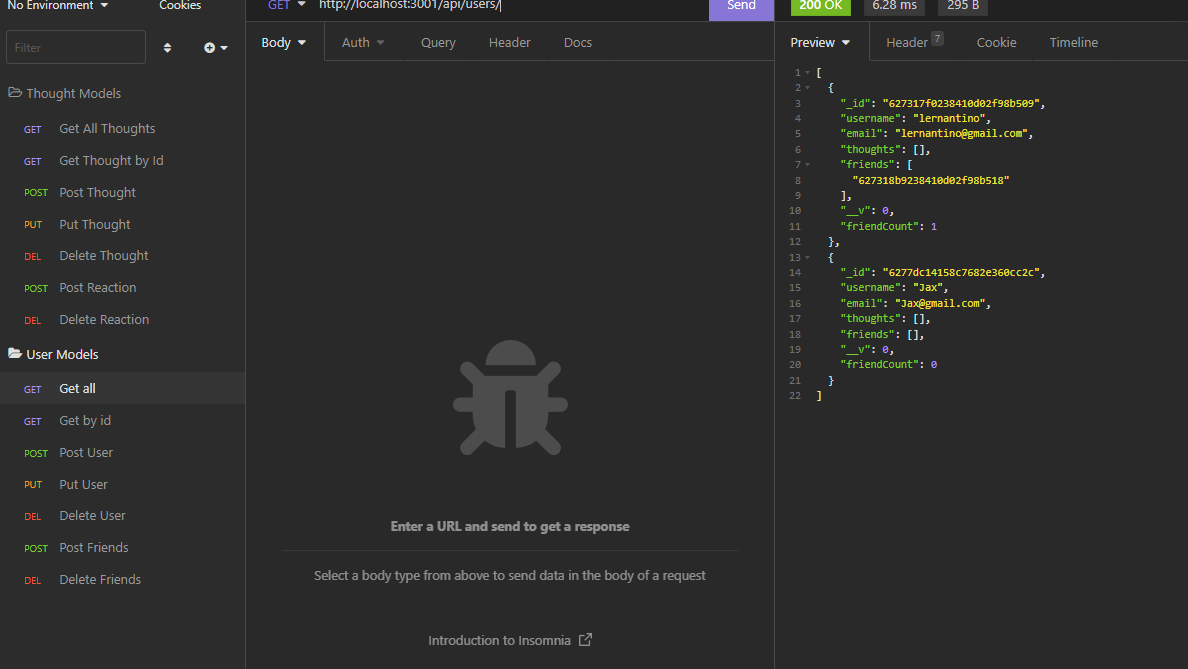 No Environment
Cookies
Filter
Thought Models
GET Get All Thoughts
GET Get Thought by Id
POST Post Thought
PUT Put Thought
DEL Delete Thought
POST Post Reaction
DEL Delete Reaction
User Models
GET Get all
GET Get by id
POST Post User
PUT Put User
DEL Delete User
POST Post Friends
DEL Delete Friends
GET http://localhost:3001/api/users/ Send
Body Auth Query Header Docs
Enter a URL and send to get a response
Select a body type from above to send data in the body of a request
Introduction to Insomnia
200 OK 6.28 ms 295 B
Preview Header 7 Cookie Timeline
1 [
2 {
3 "_id": "627317f0238410d02f98b509",
4 "username": "lernantino",
5 "email": "lernantino@gmail.com",
6 "thoughts": [],
7 "friends": [
8 "627318b9238410d02f98b518"
9 ],
10 "__v": 0,
11 "friendCount": 1
12 },
13 {
14 "_id": "6277dc14158c7682e360cc2c",
15 "username": "Jax",
16 "email": "Jax@gmail.com",
17 "thoughts": [],
18 "friends": [],
19 "__v": 0,
20 "friendCount": 0
21 }
22 ]